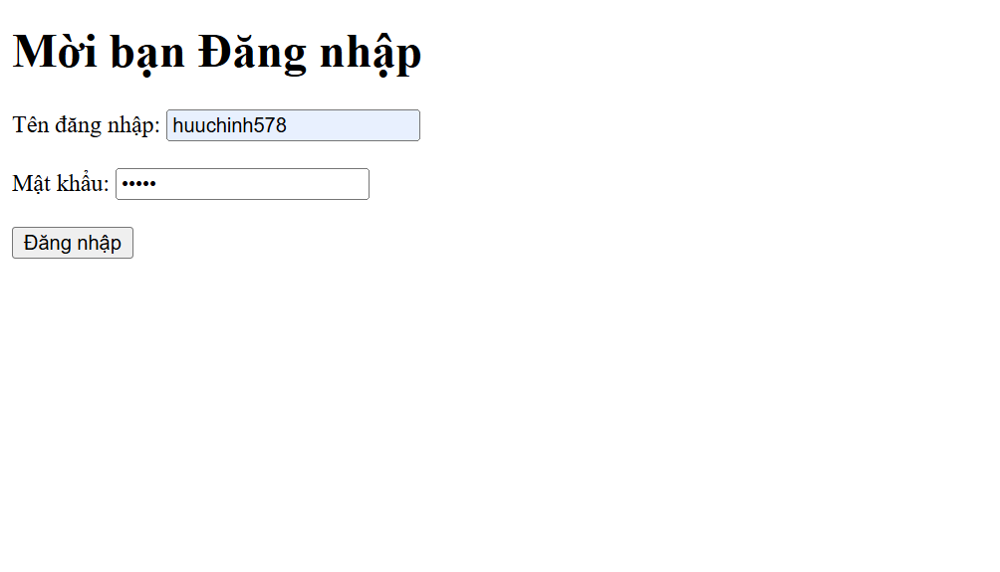 Mời bạn Đăng nhập
Tên đăng nhập: huuchinh578
Mật khẩu: •••••
Đăng nhập